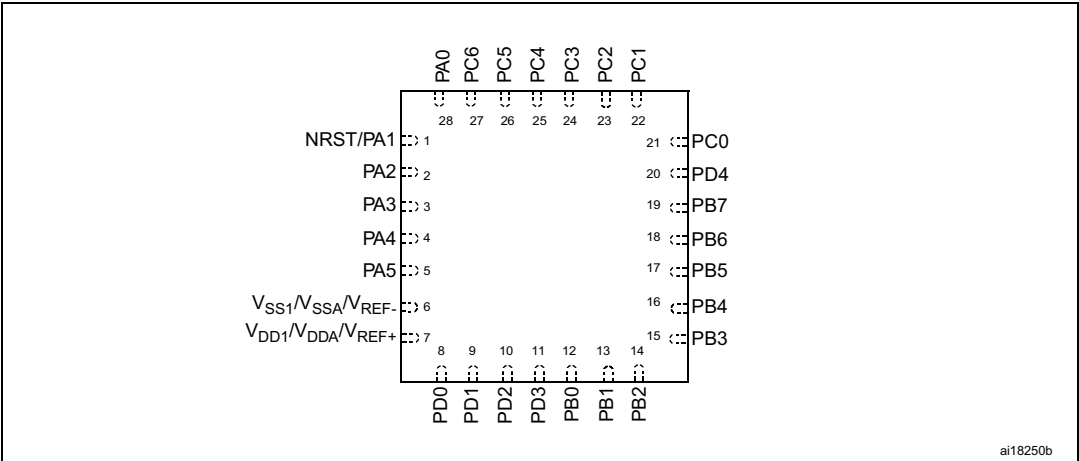 PA0 PC6 PC5 PC4 PC3 PC2 PC1
28 27 26 25 24 23 22
NRST/PA1 1 21 PC0
PA2 2 20 PD4
PA3 3 19 PB7
PA4 4 18 PB6
PA5 5 17 PB5
VSS1/VSSA/VREF- 6 16 PB4
VDD1/VDDA/VREF+ 7 15 PB3
8 9 10 11 12 13 14
PD0 PD1 PD2 PD3 PB0 PB1 PB2
ai18250b